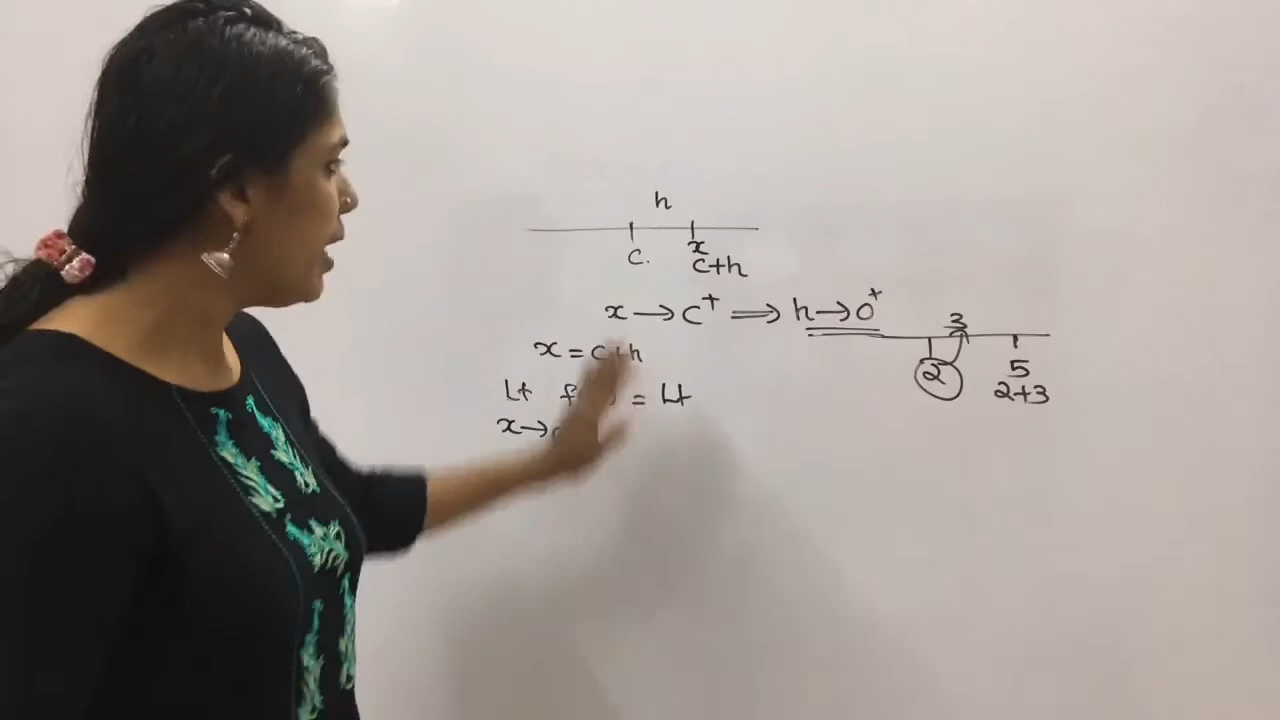 h
c. x
c+h
x → c⁺ ⟹ h → 0⁺
3
2 5
2+3
x = c+h
Lt = Lt
x →